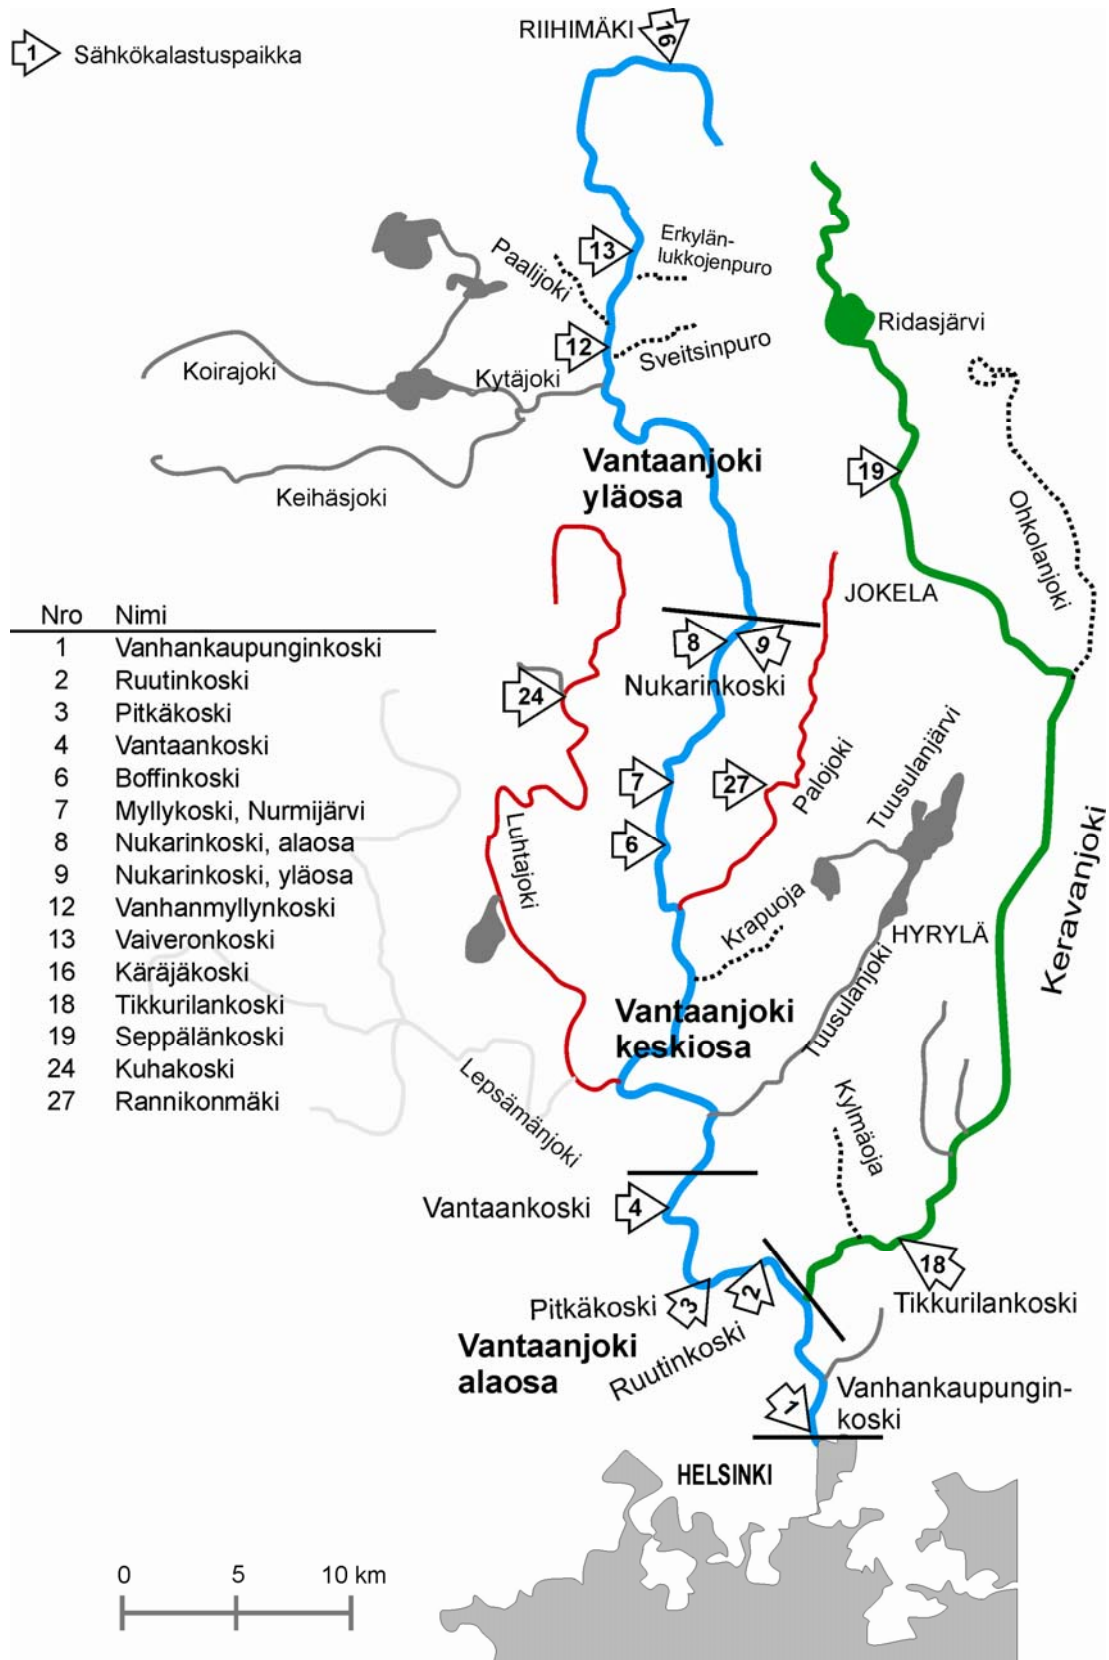 RIIHIMÄKI
16
1 Sähkökalastuspaikka
13
Erkylän-
lukkojenpuro
Paalijoki
12
Sveitsinpuro
Ridasjärvi
Koirajoki
Kytäjoki
Keihäsjoki
Vantaanjoki
yläosa
19
Ohkolanjoki
JOKELA
Nro Nimi
1 Vanhankaupunginkoski
2 Ruutinkoski
3 Pitkäkoski
4 Vantaankoski
6 Boffinkoski
7 Myllykoski, Nurmijärvi
8 Nukarinkoski, alaosa
9 Nukarinkoski, yläosa
12 Vanhanmyllynkoski
13 Vaiveronkoski
16 Käräjäkoski
18 Tikkurilankoski
19 Seppälänkoski
24 Kuhakoski
27 Rannikonmäki
8
9
Nukarinkoski
24
7
27
Palojoki
Tuusulanjärvi
6
Luhtajoki
Krapuoja
HYRYLÄ
Keravanjoki
Vantaanjoki
keskiosa
Tuusulanjoki
Lepsämänjoki
Kylmäoja
Vantaankoski
4
18
Tikkurilankoski
Pitkäkoski
3
2
Ruutinkoski
Vantaanjoki
alaosa
Vanhankaupungin-
koski
1
HELSINKI
0 5 10 km